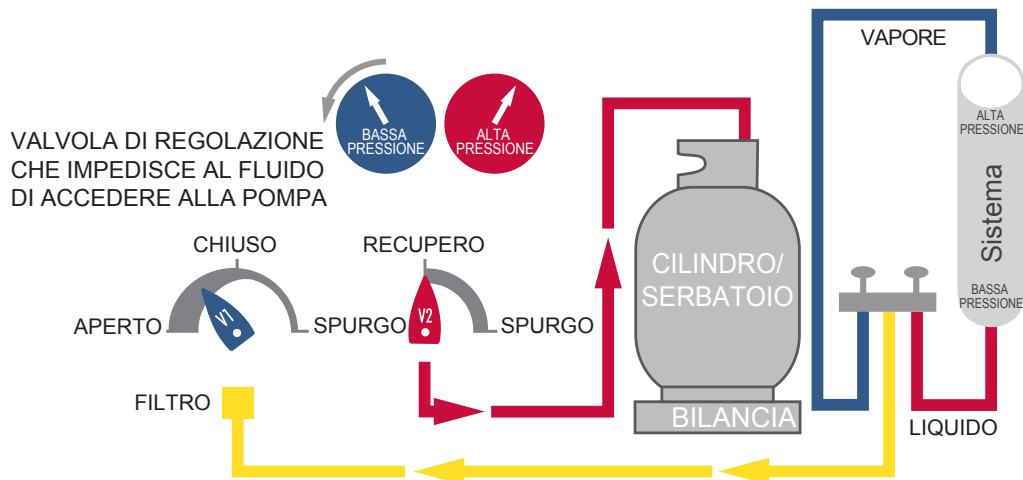 VAPORE
BASSA
PRESSIONE
ALTA
PRESSIONE
VALVOLA DI REGOLAZIONE
CHE IMPEDISCE AL FLUIDO
DI ACCEDERE ALLA POMPA
ALTA
PRESSIONE
Sistema
BASSA
PRESSIONE
CHIUSO
RECUPERO
APERTO
V1
SPURGO
V2
SPURGO
CILINDRO/
SERBATOIO
FILTRO
BILANCIA
LIQUIDO